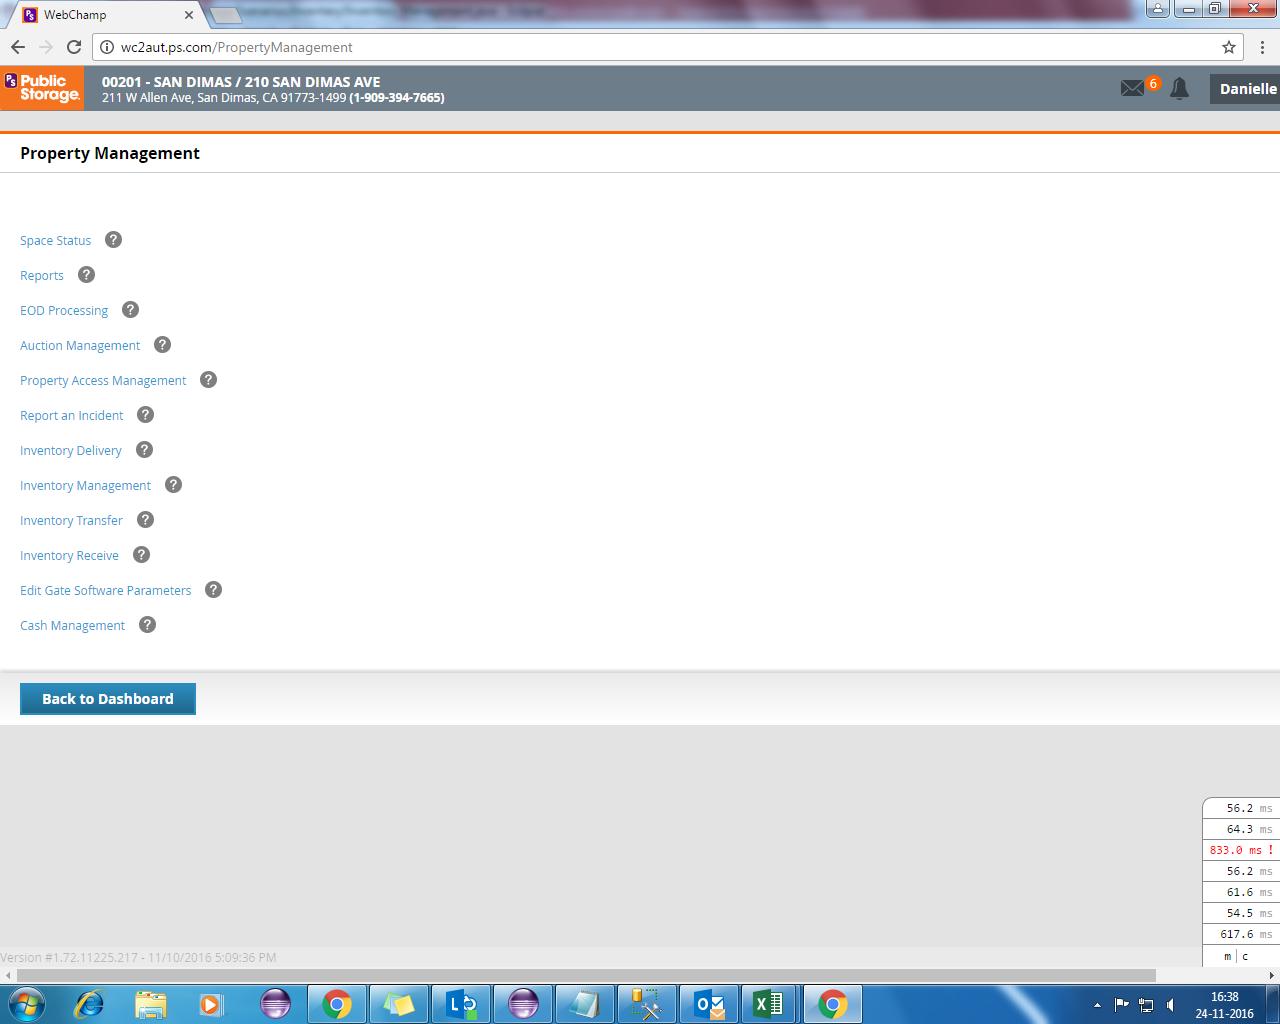 WebChamp
wc2aut.ps.com/PropertyManagement
PS Public Storage.
00201 - SAN DIMAS / 210 SAN DIMAS AVE
211 W Allen Ave, San Dimas, CA 91773-1499 (1-909-394-7665)
6
Danielle
Property Management
Space Status ?
Reports ?
EOD Processing ?
Auction Management ?
Property Access Management ?
Report an Incident ?
Inventory Delivery ?
Inventory Management ?
Inventory Transfer ?
Inventory Receive ?
Edit Gate Software Parameters ?
Cash Management ?
Back to Dashboard
56.2 ms
64.3 ms
833.0 ms !
56.2 ms
61.6 ms
54.5 ms
617.6 ms
m | c
Version #1.72.11225.217 - 11/10/2016 5:09:36 PM
16:38
24-11-2016